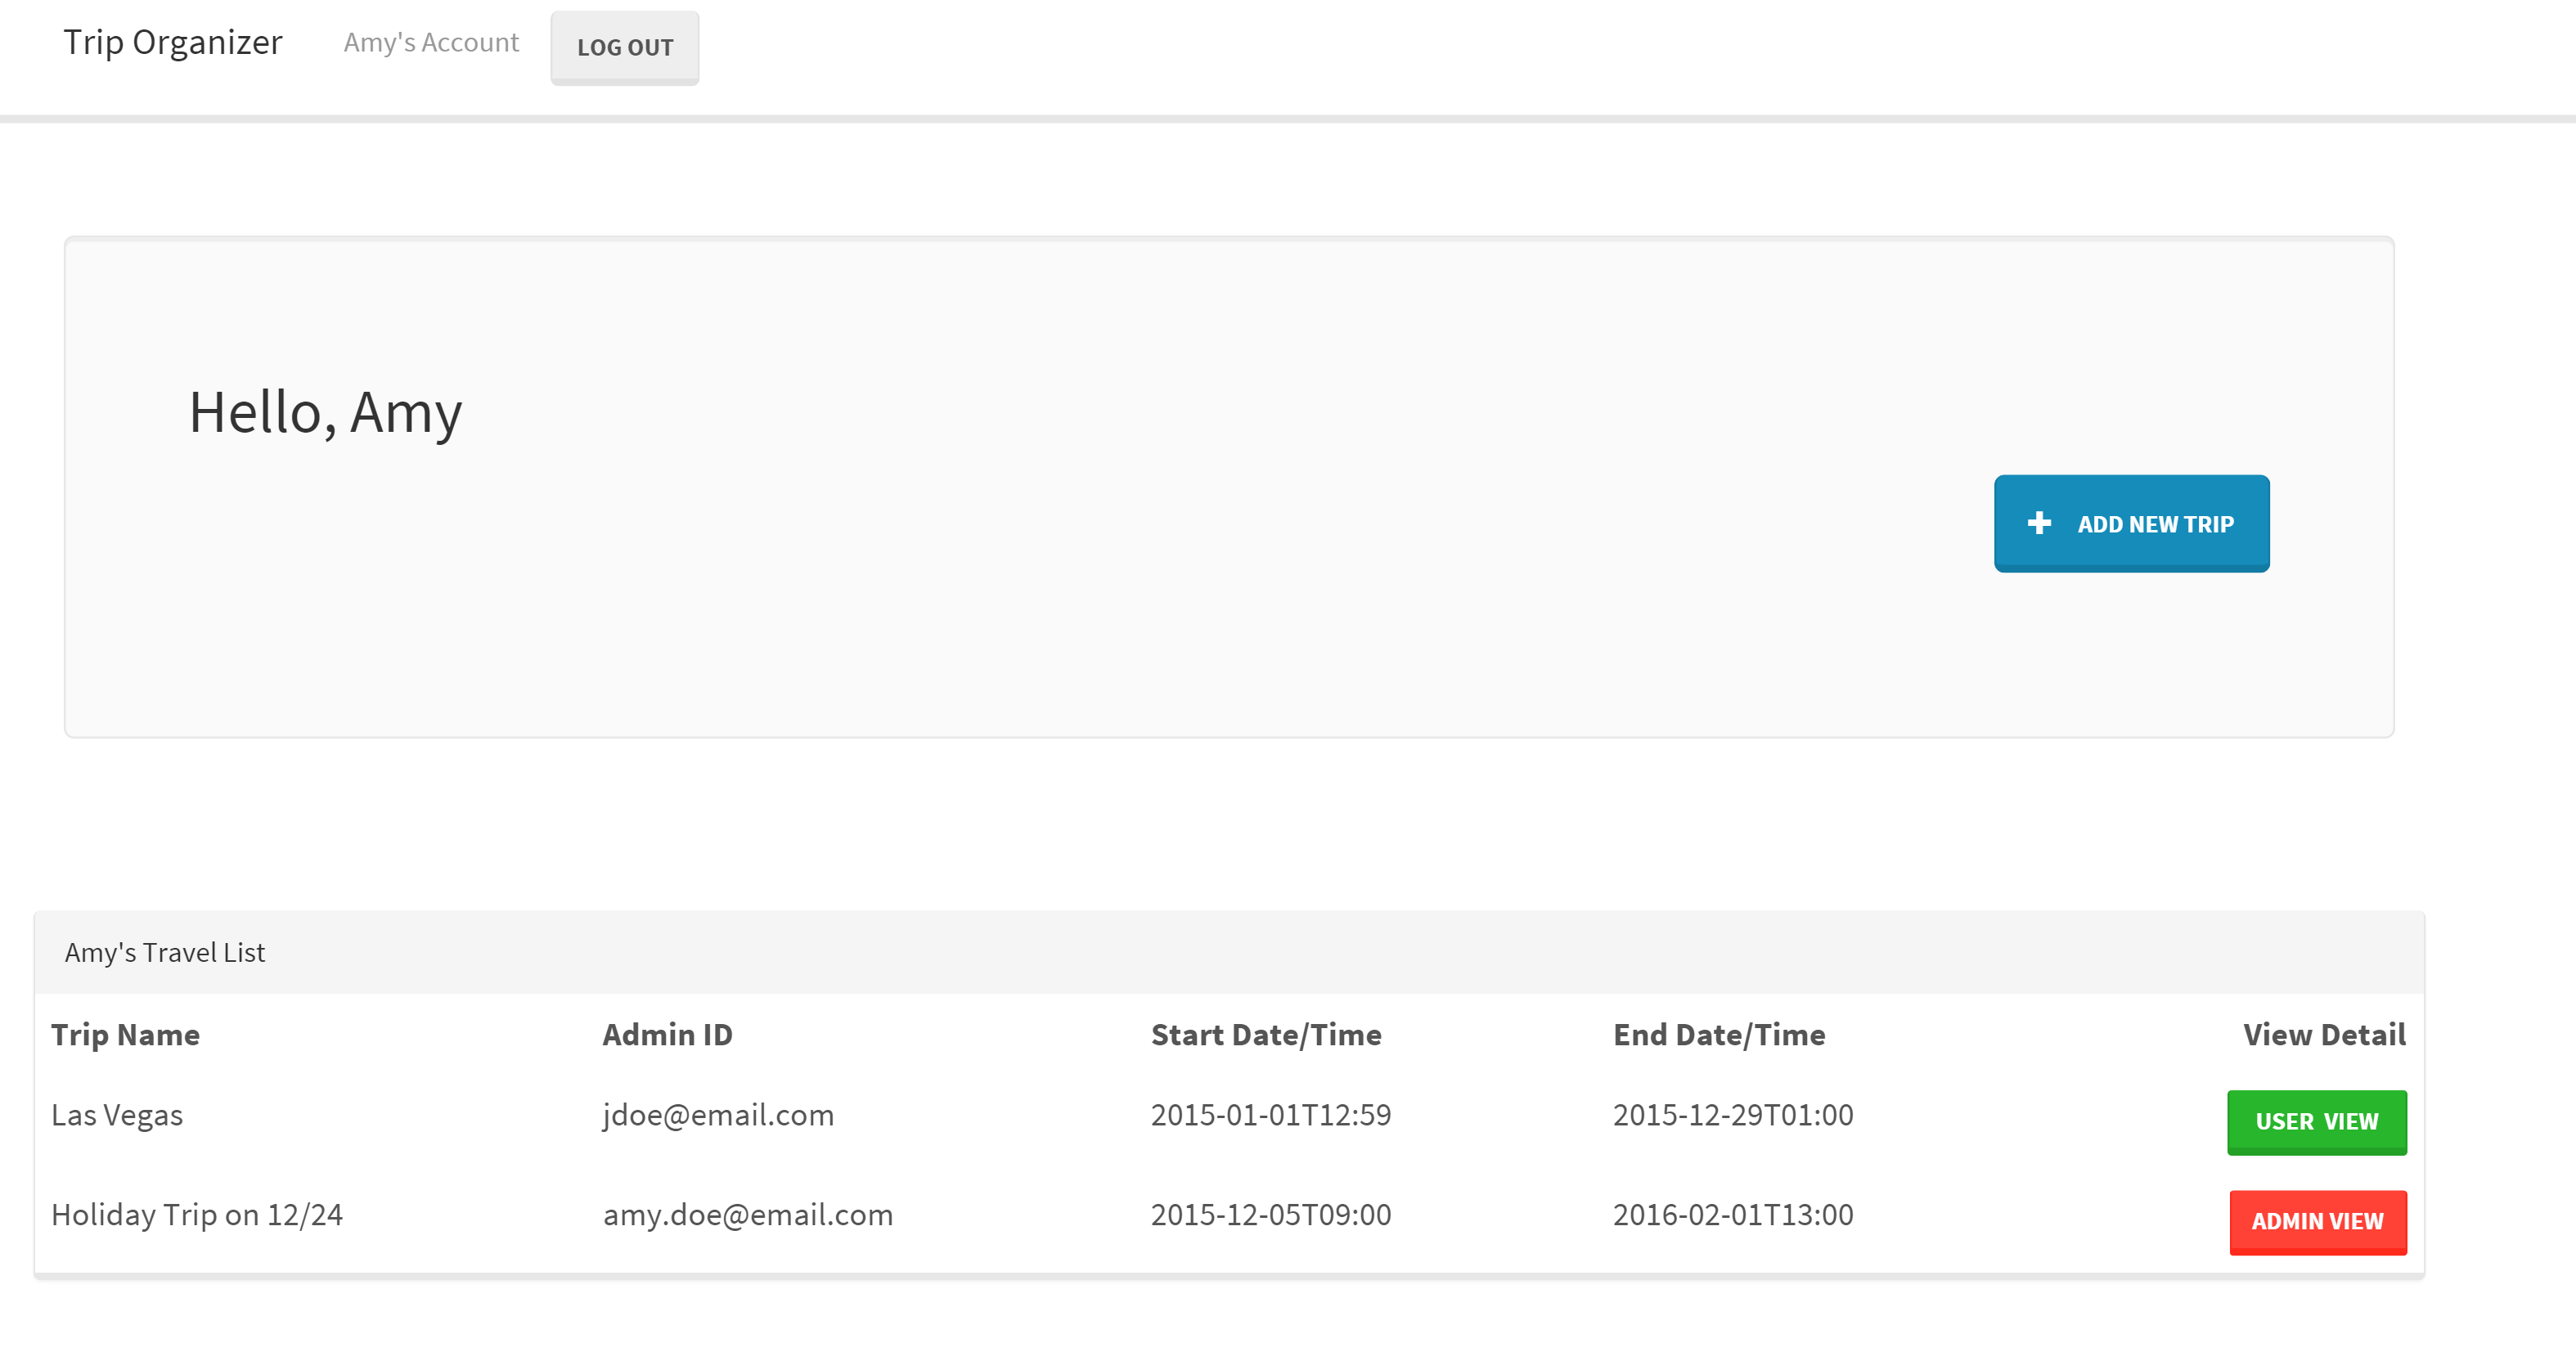 Trip Organizer Amy's Account LOG OUT
Hello, Amy
+ ADD NEW TRIP
Amy's Travel List
Trip Name Admin ID Start Date/Time End Date/Time View Detail
Las Vegas jdoe@email.com 2015-01-01T12:59 2015-12-29T01:00 USER VIEW
Holiday Trip on 12/24 amy.doe@email.com 2015-12-05T09:00 2016-02-01T13:00 ADMIN VIEW